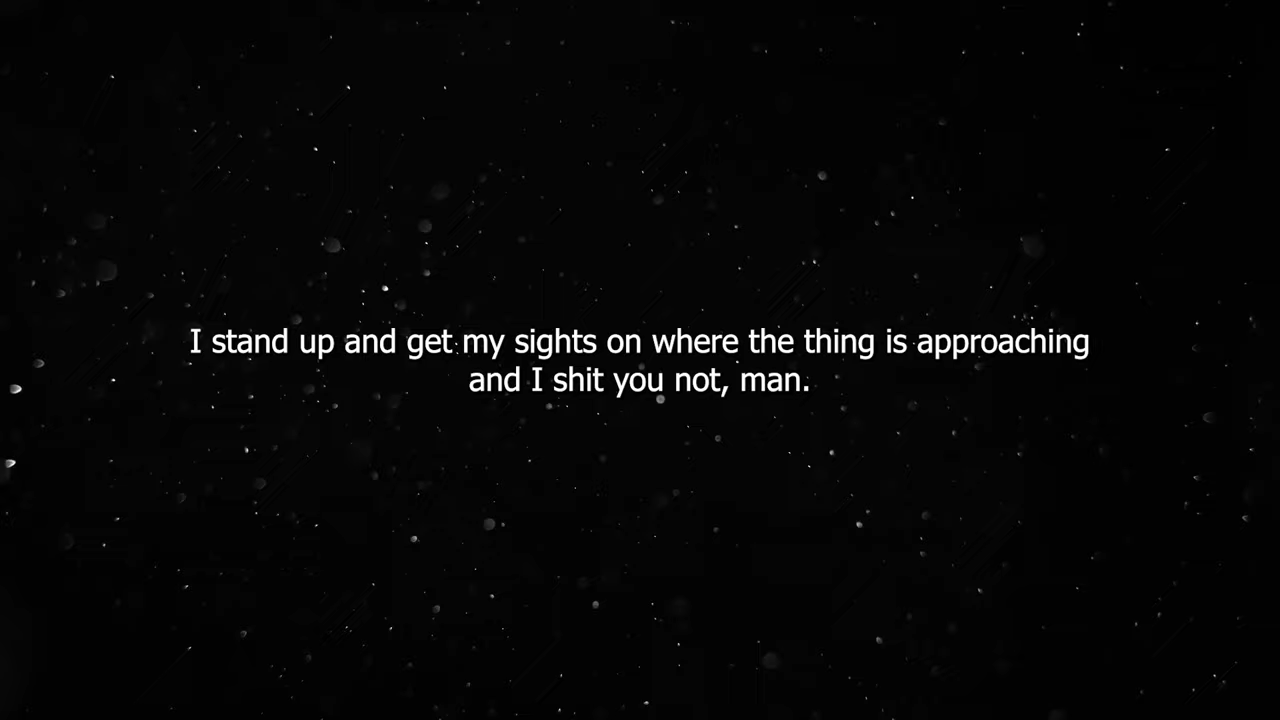 I stand up and get my sights on where the thing is approaching
and I shit you not, man.